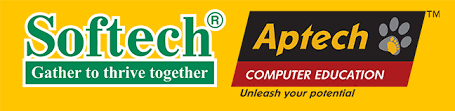 Softech®
Gather to thrive together
Aptech ™
COMPUTER EDUCATION
Unleash your potential